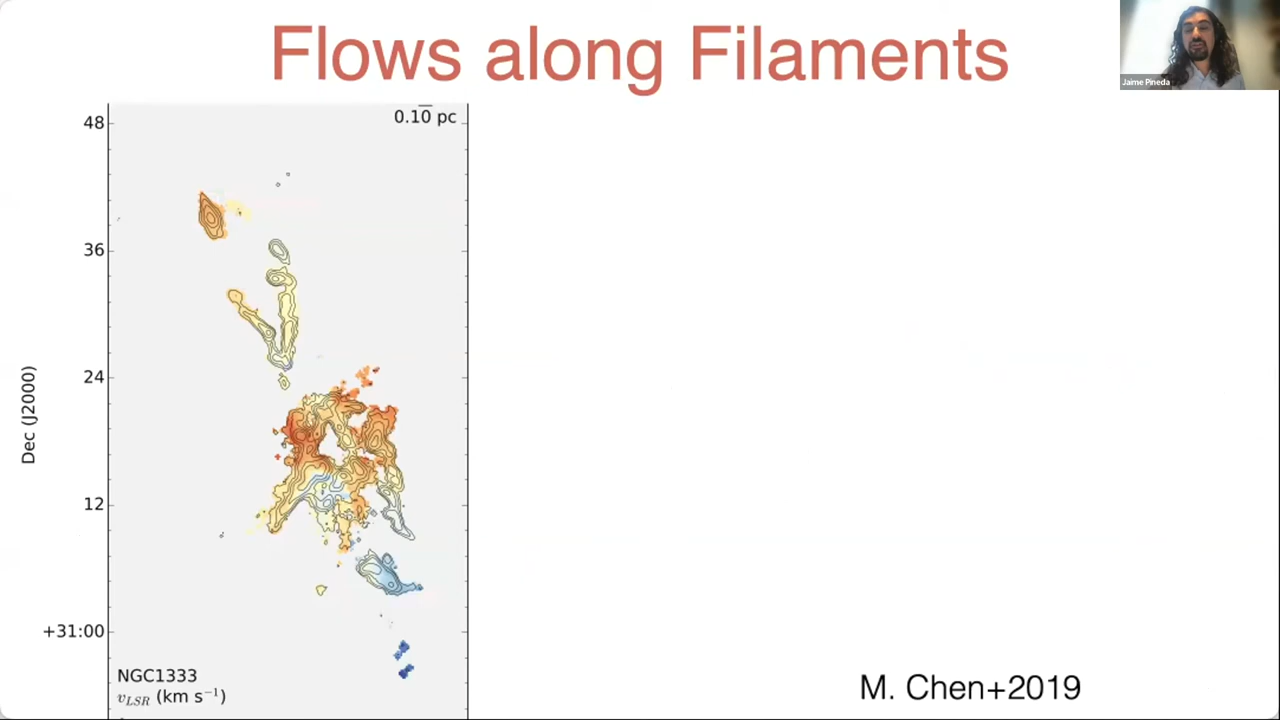 Flows along Filaments
Jaime Pineda
0.10 pc
48
36
24
12
+31:00
Dec (J2000)
NGC1333
v_LSR (km s⁻¹)
M. Chen+2019